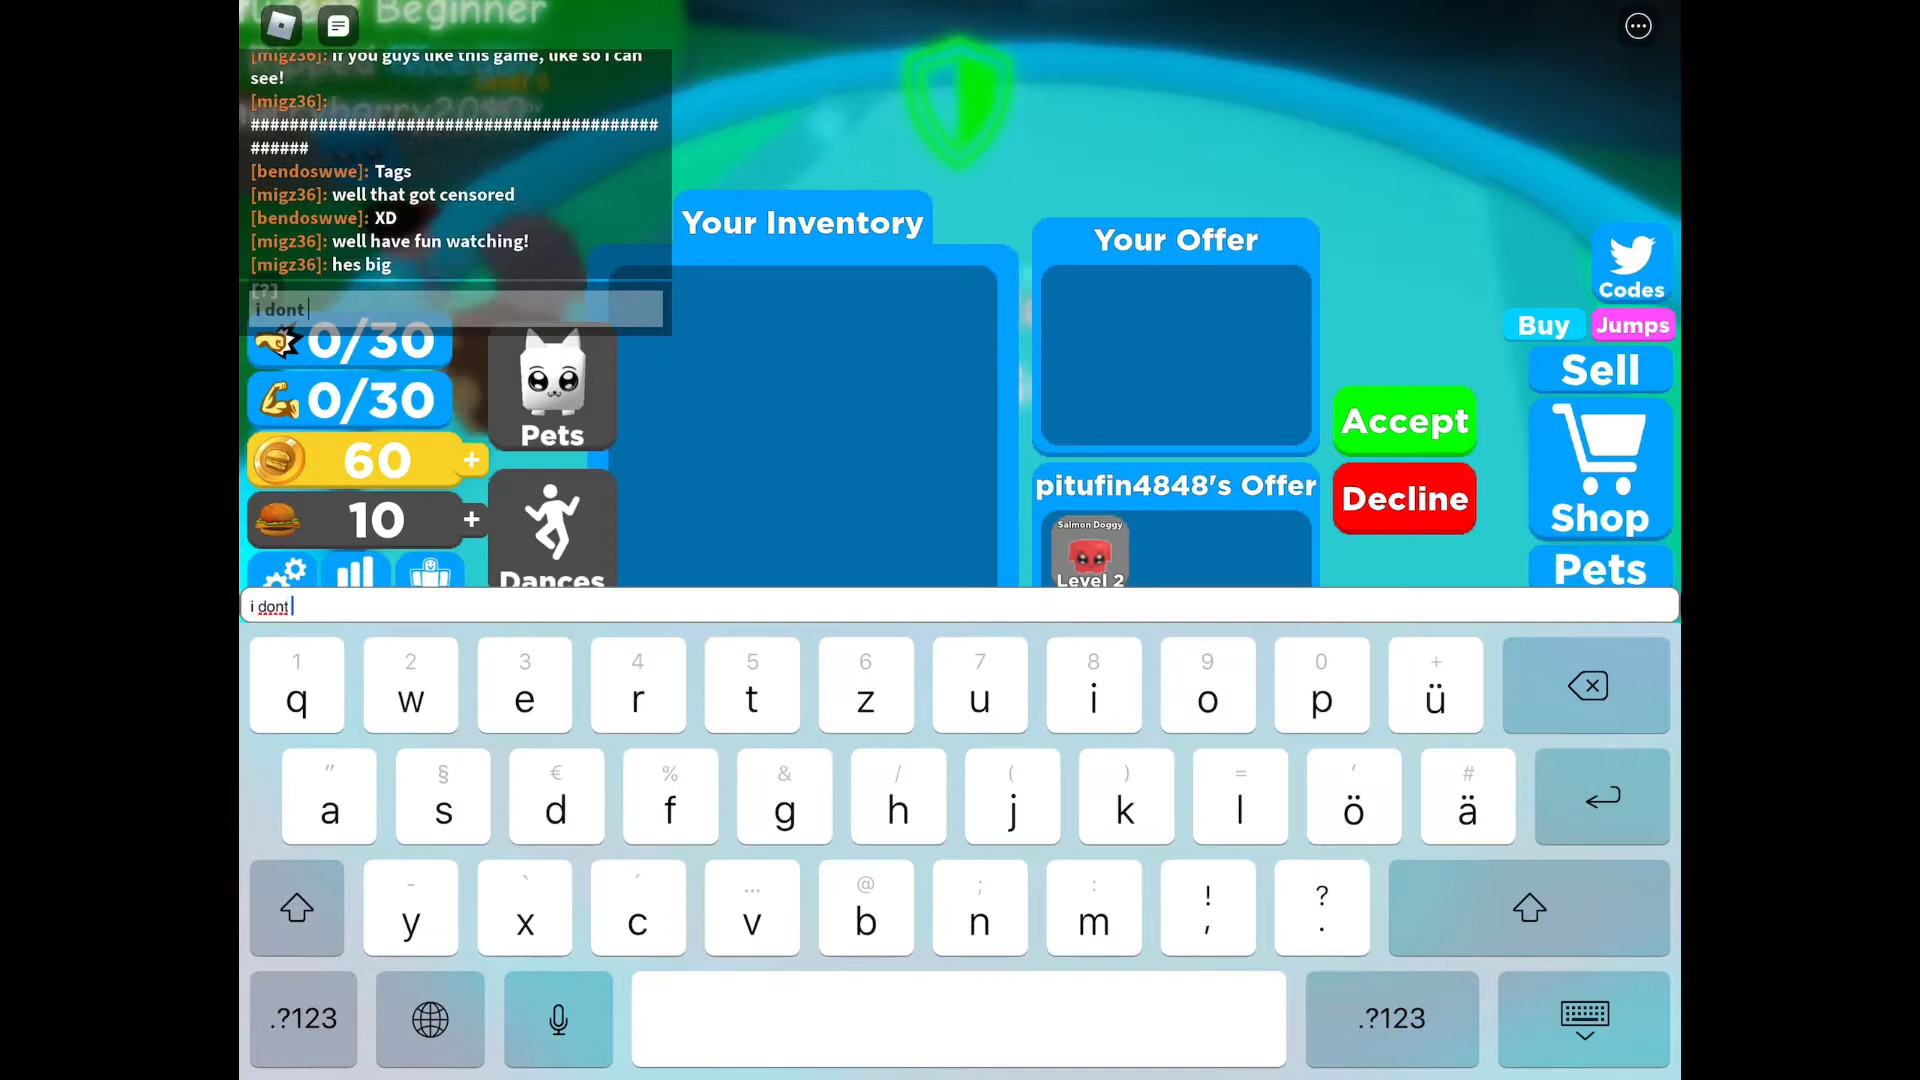 Beginner
[migz36]: If you guys like this game, like so i can
see!
[migz36]:
##########################################
######
[bendoswwe]: Tags
[migz36]: well that got censored
[bendoswwe]: XD
[migz36]: well have fun watching!
[migz36]: hes big
[?]
i dont
0/30
0/30
60
+
10
+
Pets
Dances
Your Inventory
Your Offer
pitufin4848's Offer
Salmon Doggy
Level 2
Accept
Decline
Codes
Buy
Jumps
Sell
Shop
Pets
i dont
1 2 3 4 5 6 7 8 9 0 +
q w e r t z u i o p ü
" § € % & / ( ) = ' #
a s d f g h j k l ö ä
- ` ´ ... @ ; : ! ?
y x c v b n m , .
.?123
.?123